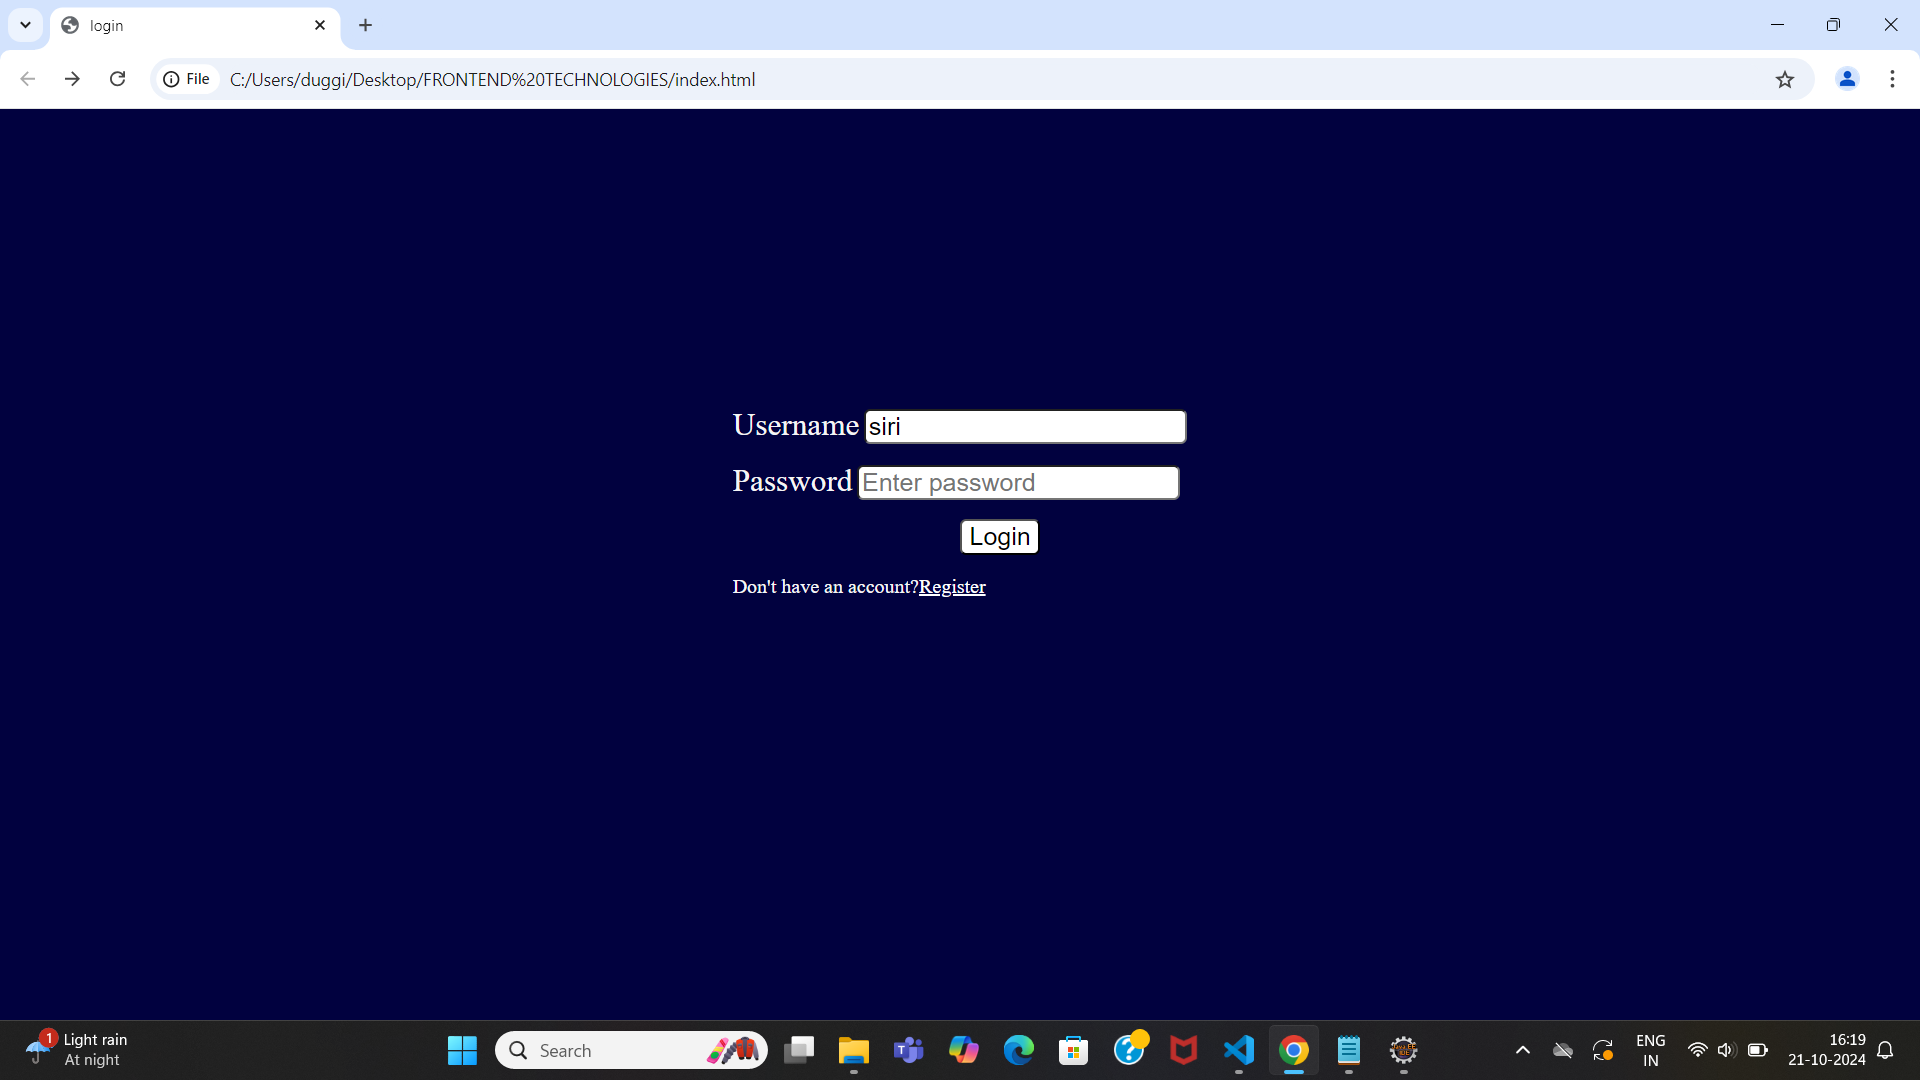 login
File
C:/Users/duggi/Desktop/FRONTEND%20TECHNOLOGIES/index.html
Username siri
Password Enter password
Login
Don't have an account?Register
1
Light rain
At night
Search
ENG
IN
16:19
21-10-2024